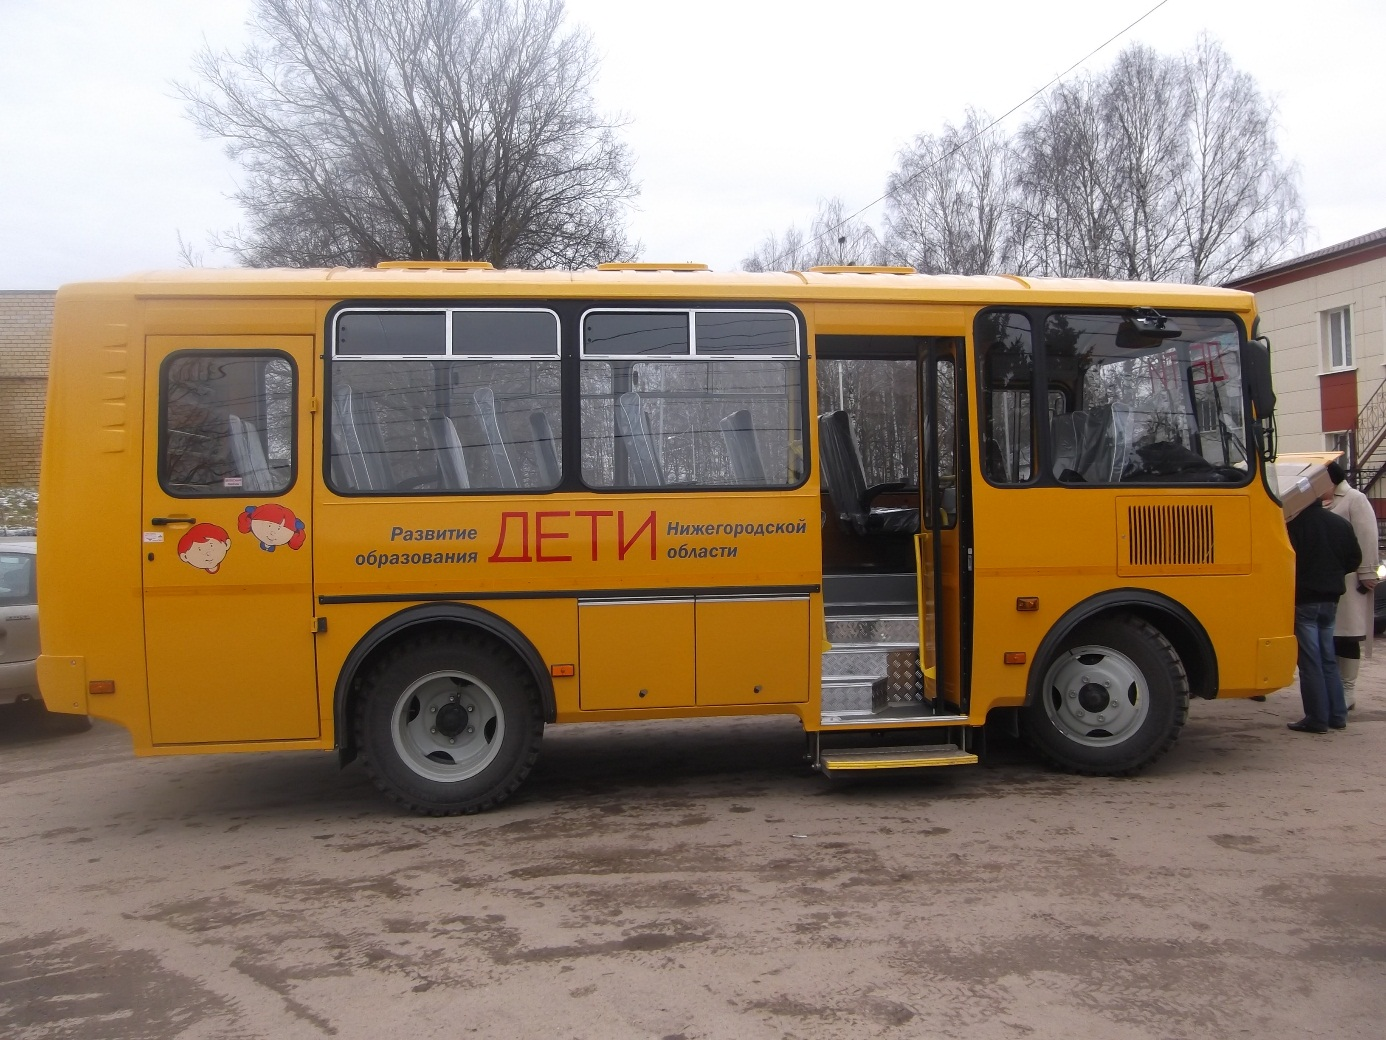 Развитие
образования
ДЕТИ
Нижегородской
области